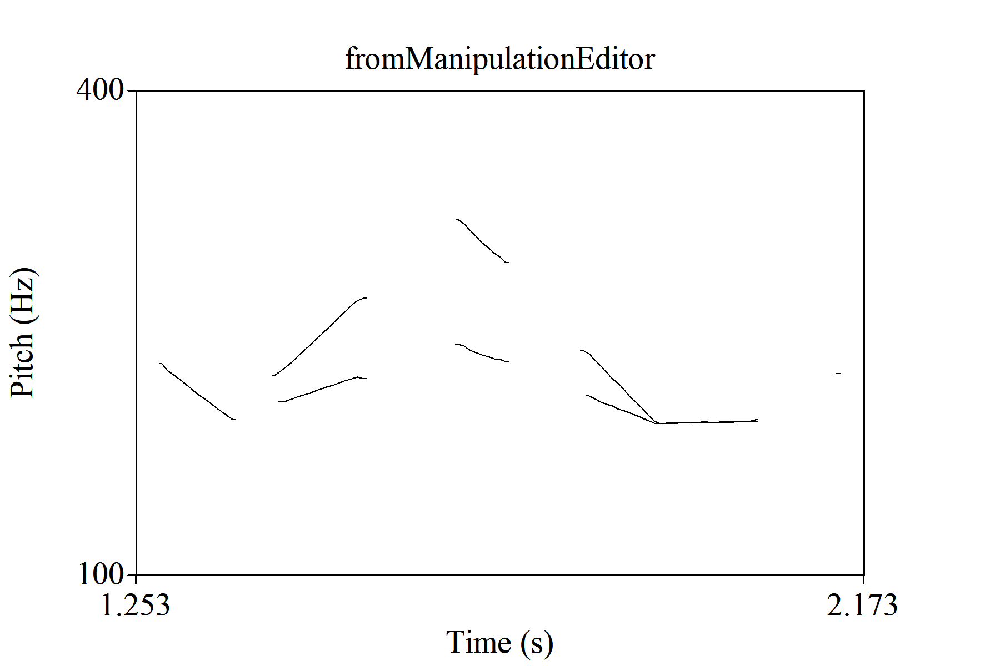 fromManipulationEditor
400
Pitch (Hz)
100
1.253
2.173
Time (s)